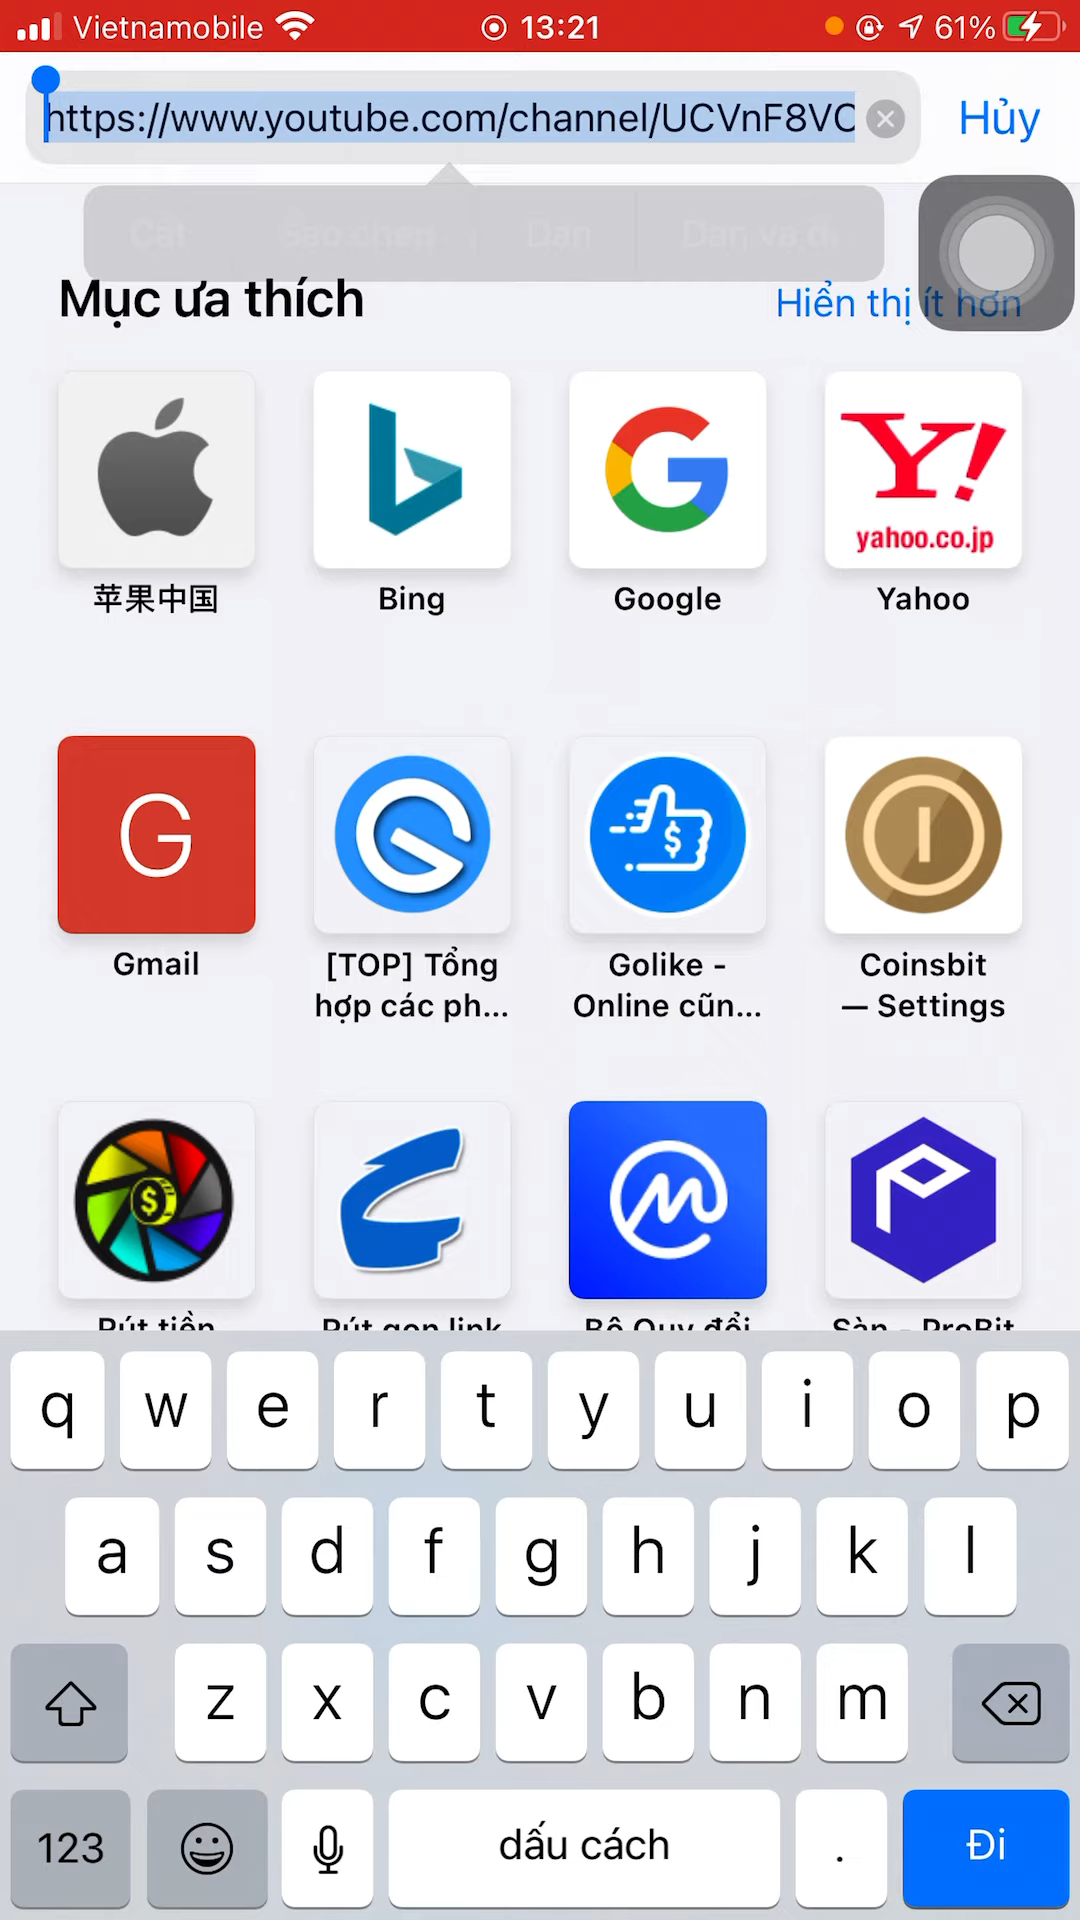 Vietnamobile 13:21 61%
https://www.youtube.com/channel/UCVnF8VC
Hủy
Cắt Sao chép Dán Dán và đi
Mục ưa thích
Hiển thị ít hơn
yahoo.co.jp
苹果中国 Bing Google Yahoo
G
Gmail [TOP] Tổng hợp các ph... Golike - Online cũn... Coinsbit — Settings
Rút tiền Rút gọn link Bộ Quy đổi Sàn - ProBit
q w e r t y u i o p
a s d f g h j k l
z x c v b n m
123 dấu cách . Đi